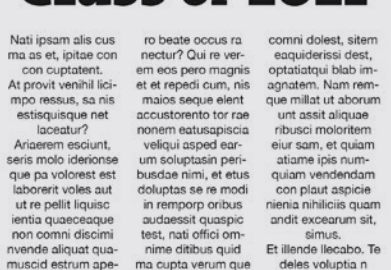 Class of 2022
Nati ipsam alis cus
ma as et, ipitae con
con cuptatent.
At provit venihil lici-
mpo ressus, sa nis
estisquisque net
laceatur?
Ariaerem esciunt,
seris molo iderionse
que pa volorest est
laborerit voles aut
ut re pellit liquisc
ientia quaeceaque
non comni discimi
nvende aliquat qua-
muscid estrum ape-
ro beate occus ra
nectur? Qui re ver-
em eos pero magnis
et et repedi cum, nis
maios seque elent
accustorento tor rae
nonem eatusapiscia
veliqui asped ear-
um soluptasin peri-
busdae nimi, et etus
doluptas se re modi
in remporp oribus
audaessit quaspic
test, nati offici om-
nime ditibus quid
ma cupta verum que
comni dolest, sitem
eaquiderissi dest,
optatiatqui blab im-
agnatem. Nam rem-
que millat ut aborum
unt assit aliquae
ribusci moloritem
eiur sam, et quiam
atiame ipis num-
quiam vendendam
con plaut aspicie
nienia nihiliciis quam
andit excearum sit,
simus.
Et illende llecabo. Te
deles voluptia n